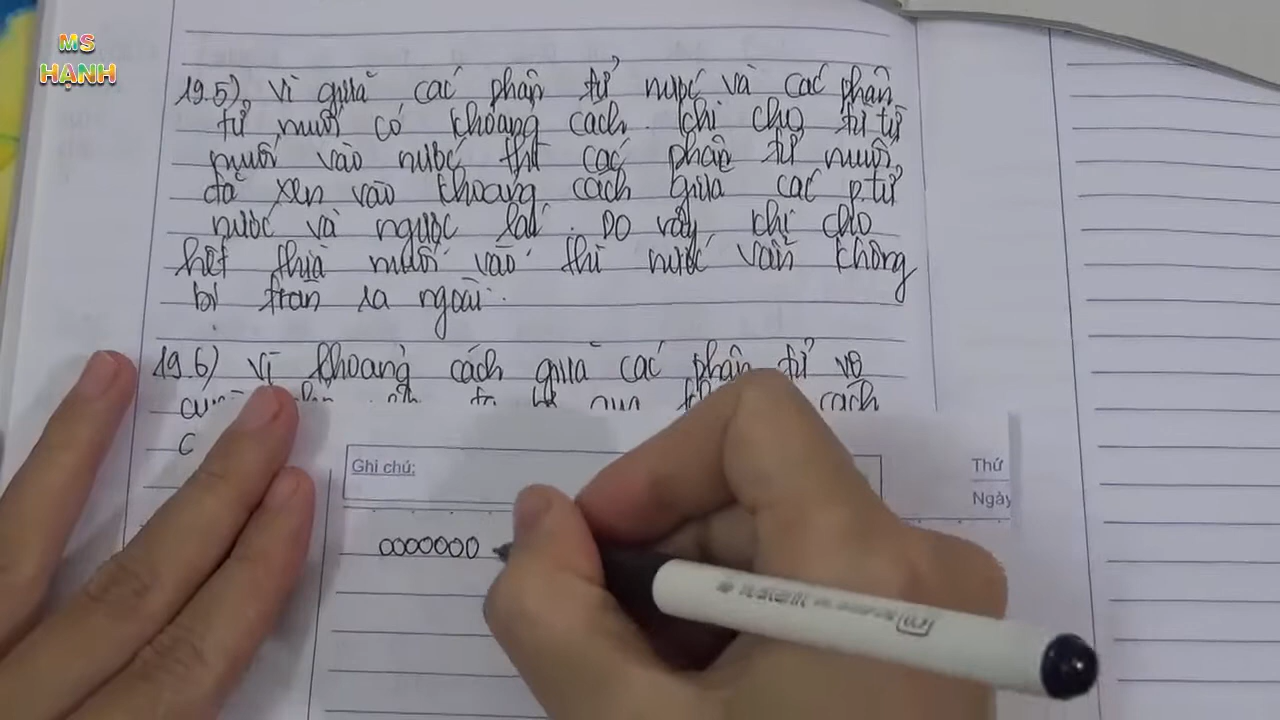 MS
HẠNH
19.5), Vì giữa các phân tử nước và các phân
tử muối có khoảng cách. Khi cho từ từ
muối vào nước thì các phân tử muối
đã xen vào khoảng cách giữa các p.tử
nước và ngược lại. Do vậy khi cho
hết thìa muối vào thì nước vẫn không
bị tràn ra ngoài.
19.6) Vì khoảng cách giữa các phân tử vỏ
cách
C
Ghi chú:
Thứ
Ngày
ooooooo